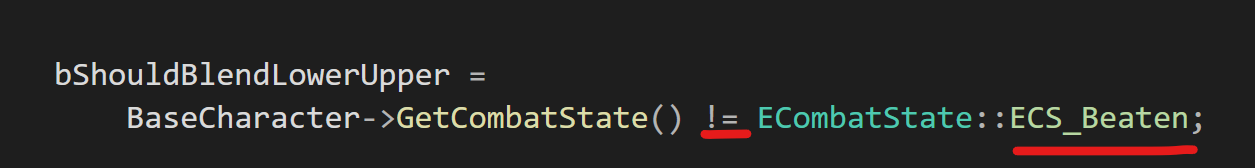 bShouldBlendLowerUpper =
BaseCharacter->GetCombatState() != ECombatState::ECS_Beaten;